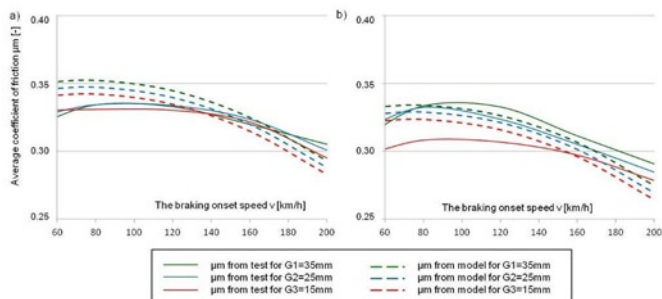 a) 0.40 b) 0.40
Average coefficient of friction µm [-]
0.35 0.35
0.30 0.30
The braking onset speed v [km/h] The braking onset speed v [km/h]
0.25 0.25
60 80 100 120 140 160 180 200 60 80 100 120 140 160 180 200
µm from test for G1=35mm µm from model for G1=35mm
µm from test for G2=25mm µm from model for G2=25mm
µm from test for G3=15mm µm from model for G3=15mm